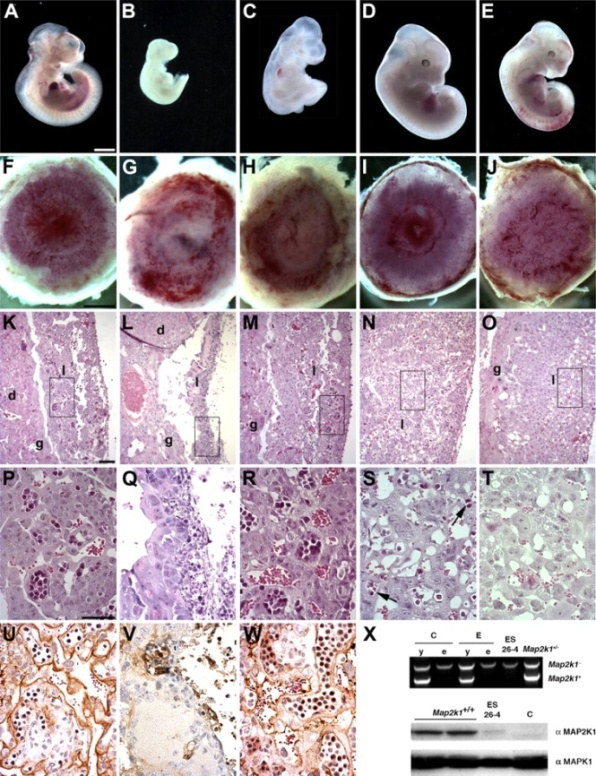 A B C D E
F G H I J
K L M N O
d d g
l l l l l
g g g
P Q R S T
U V W X
C E ES
26-4 Map2k1+/-
y e y e
Map2k1-
Map2k1+
Map2k1+/+ ES
26-4 C
α MAP2K1
α MAPK1